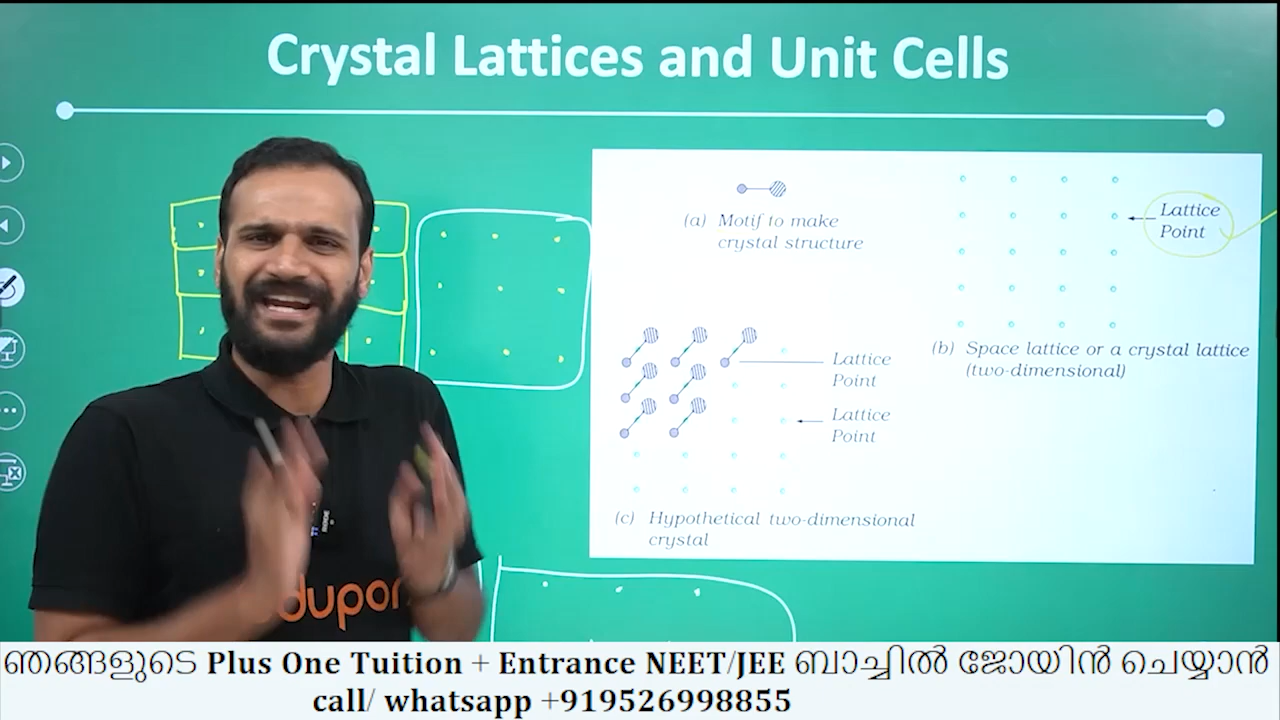 Crystal Lattices and Unit Cells
(a) Motif to make
crystal structure
Lattice
Point
(b) Space lattice or a crystal lattice
(two-dimensional)
Lattice
Point
Lattice
Point
(c) Hypothetical two-dimensional
crystal
dupor
ഞങ്ങളുടെ Plus One Tuition + Entrance NEET/JEE ബാച്ചിൽ ജോയിൻ ചെയ്യാൻ
call/ whatsapp +919526998855